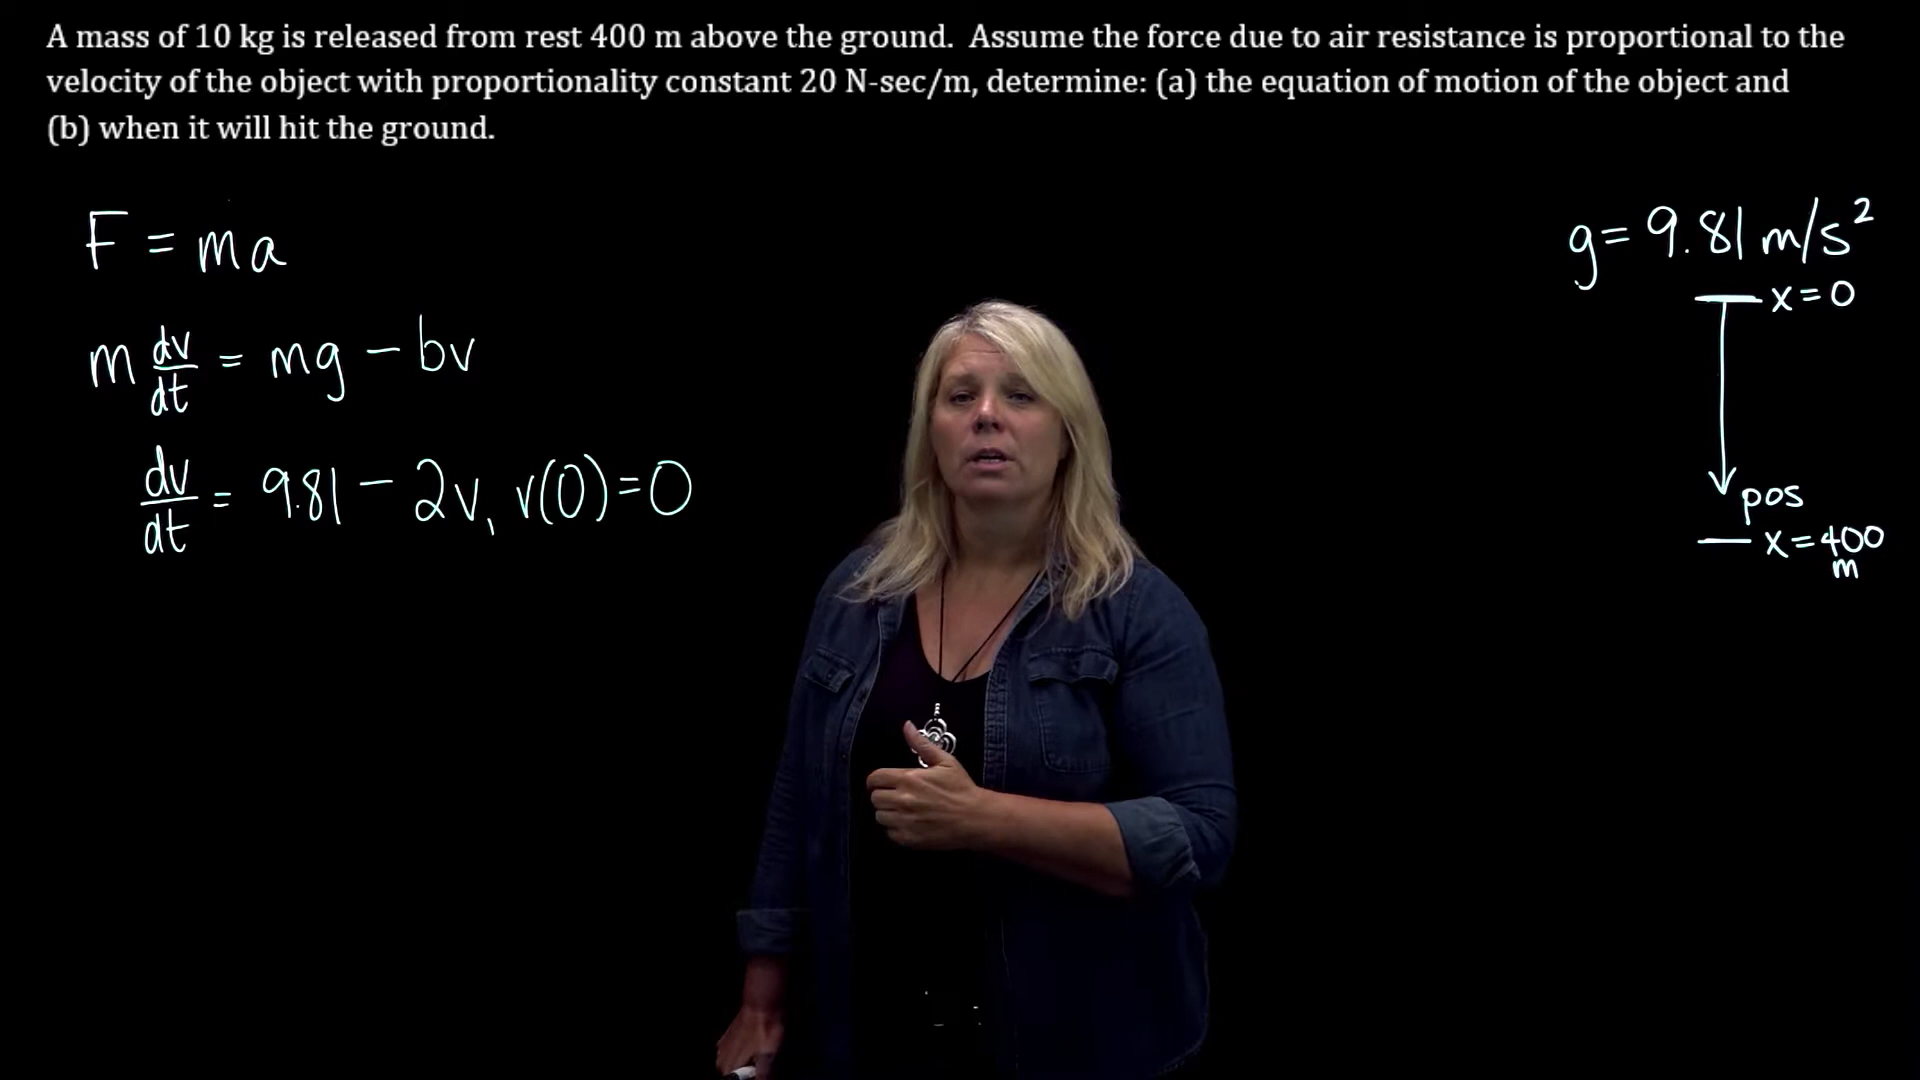 A mass of 10 kg is released from rest 400 m above the ground. Assume the force due to air resistance is proportional to the
velocity of the object with proportionality constant 20 N-sec/m, determine: (a) the equation of motion of the object and
(b) when it will hit the ground.
F = ma
m dv/dt = mg - bv
dv/dt = 9.81 - 2v, v(0)=0
g = 9.81 m/s²
x=0
pos
x=400
m